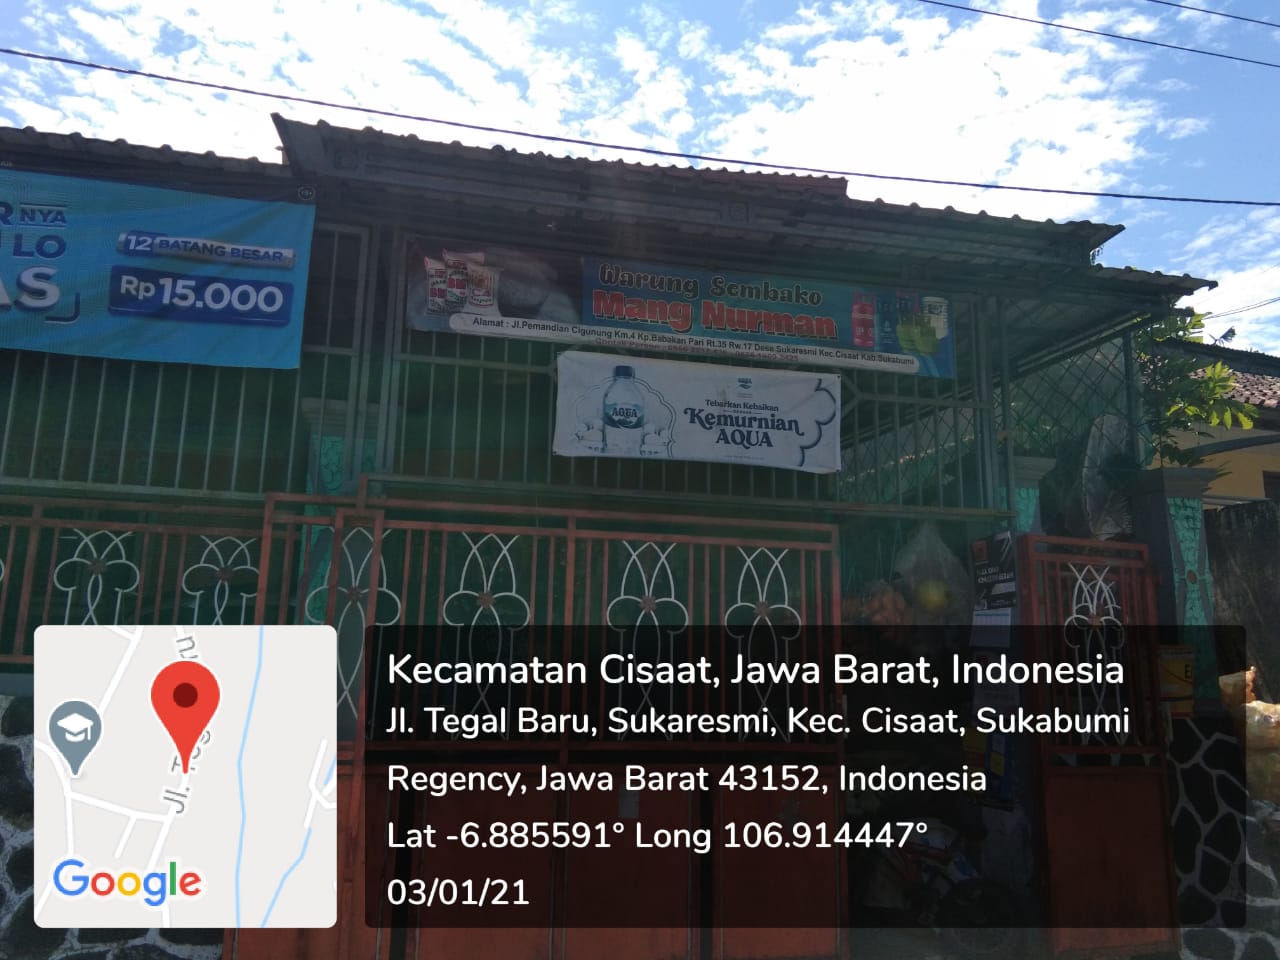 NYA
LO
AS
12 BATANG BESAR
Rp 15.000
Warung Sembako
Mang Nurman
Alamat : Jl.Pemandian Cigunung Km.4 Kp.Babakan Pari Rt.35 Rw.17 Desa Sukaresmi Kec.Cisaat Kab.Sukabumi
AQUA
Tebarkan Kebaikan
Kemurnian
AQUA
Kecamatan Cisaat, Jawa Barat, Indonesia
Jl. Tegal Baru, Sukaresmi, Kec. Cisaat, Sukabumi
Regency, Jawa Barat 43152, Indonesia
Lat -6.885591° Long 106.914447°
03/01/21
Jl.
Google